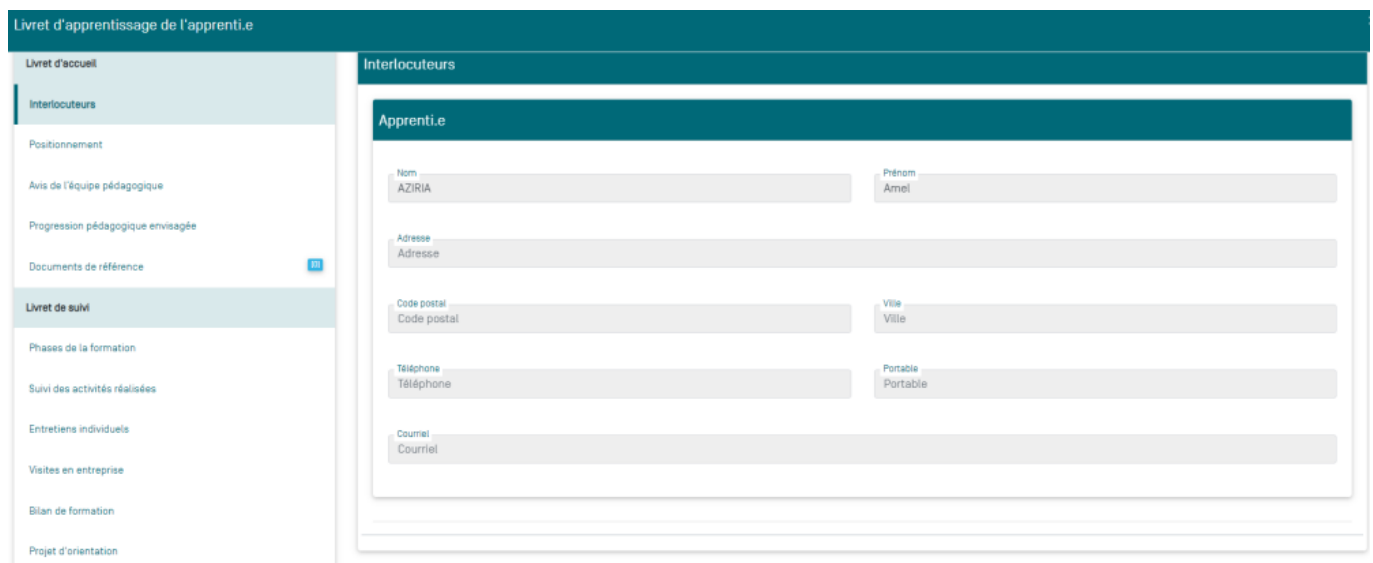 Livret d'apprentissage de l'apprenti.e
Livret d'accueil
Interlocuteurs
Positionnement
Avis de l'équipe pédagogique
Progression pédagogique envisagée
Documents de référence
Livret de suivi
Phases de la formation
Suivi des activités réalisées
Entretiens individuels
Visites en entreprise
Bilan de formation
Projet d'orientation
Interlocuteurs
Apprenti.e
Nom
AZIRIA
Prénom
Amel
Adresse
Adresse
Code postal
Code postal
Ville
Ville
Téléphone
Téléphone
Portable
Portable
Courriel
Courriel